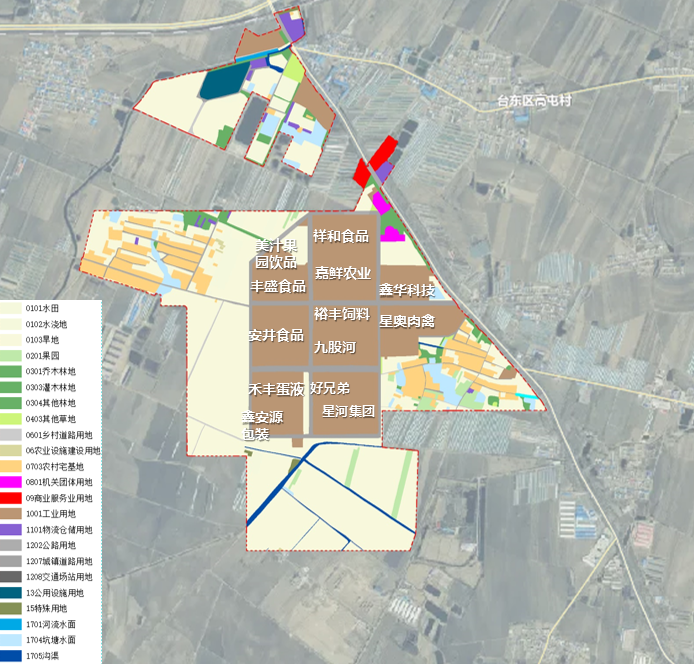 台东区高屯村
祥和食品
美汁果
园饮品
嘉鲜农业
丰盛食品
鑫华科技
裕丰饲料
星奥肉禽
安井食品
九股河
禾丰蛋液
好兄弟
星河集团
鑫安源
包装
0101水田
0102水浇地
0103旱地
0201果园
0301乔木林地
0303灌木林地
0304其他林地
0403其他草地
0601乡村道路用地
06农业设施建设用地
0703农村宅基地
0801机关团体用地
09商业服务业用地
1001工业用地
1101物流仓储用地
1202公路用地
1207城镇道路用地
1208交通场站用地
13公用设施用地
15特殊用地
1701河流水面
1704坑塘水面
1705沟渠